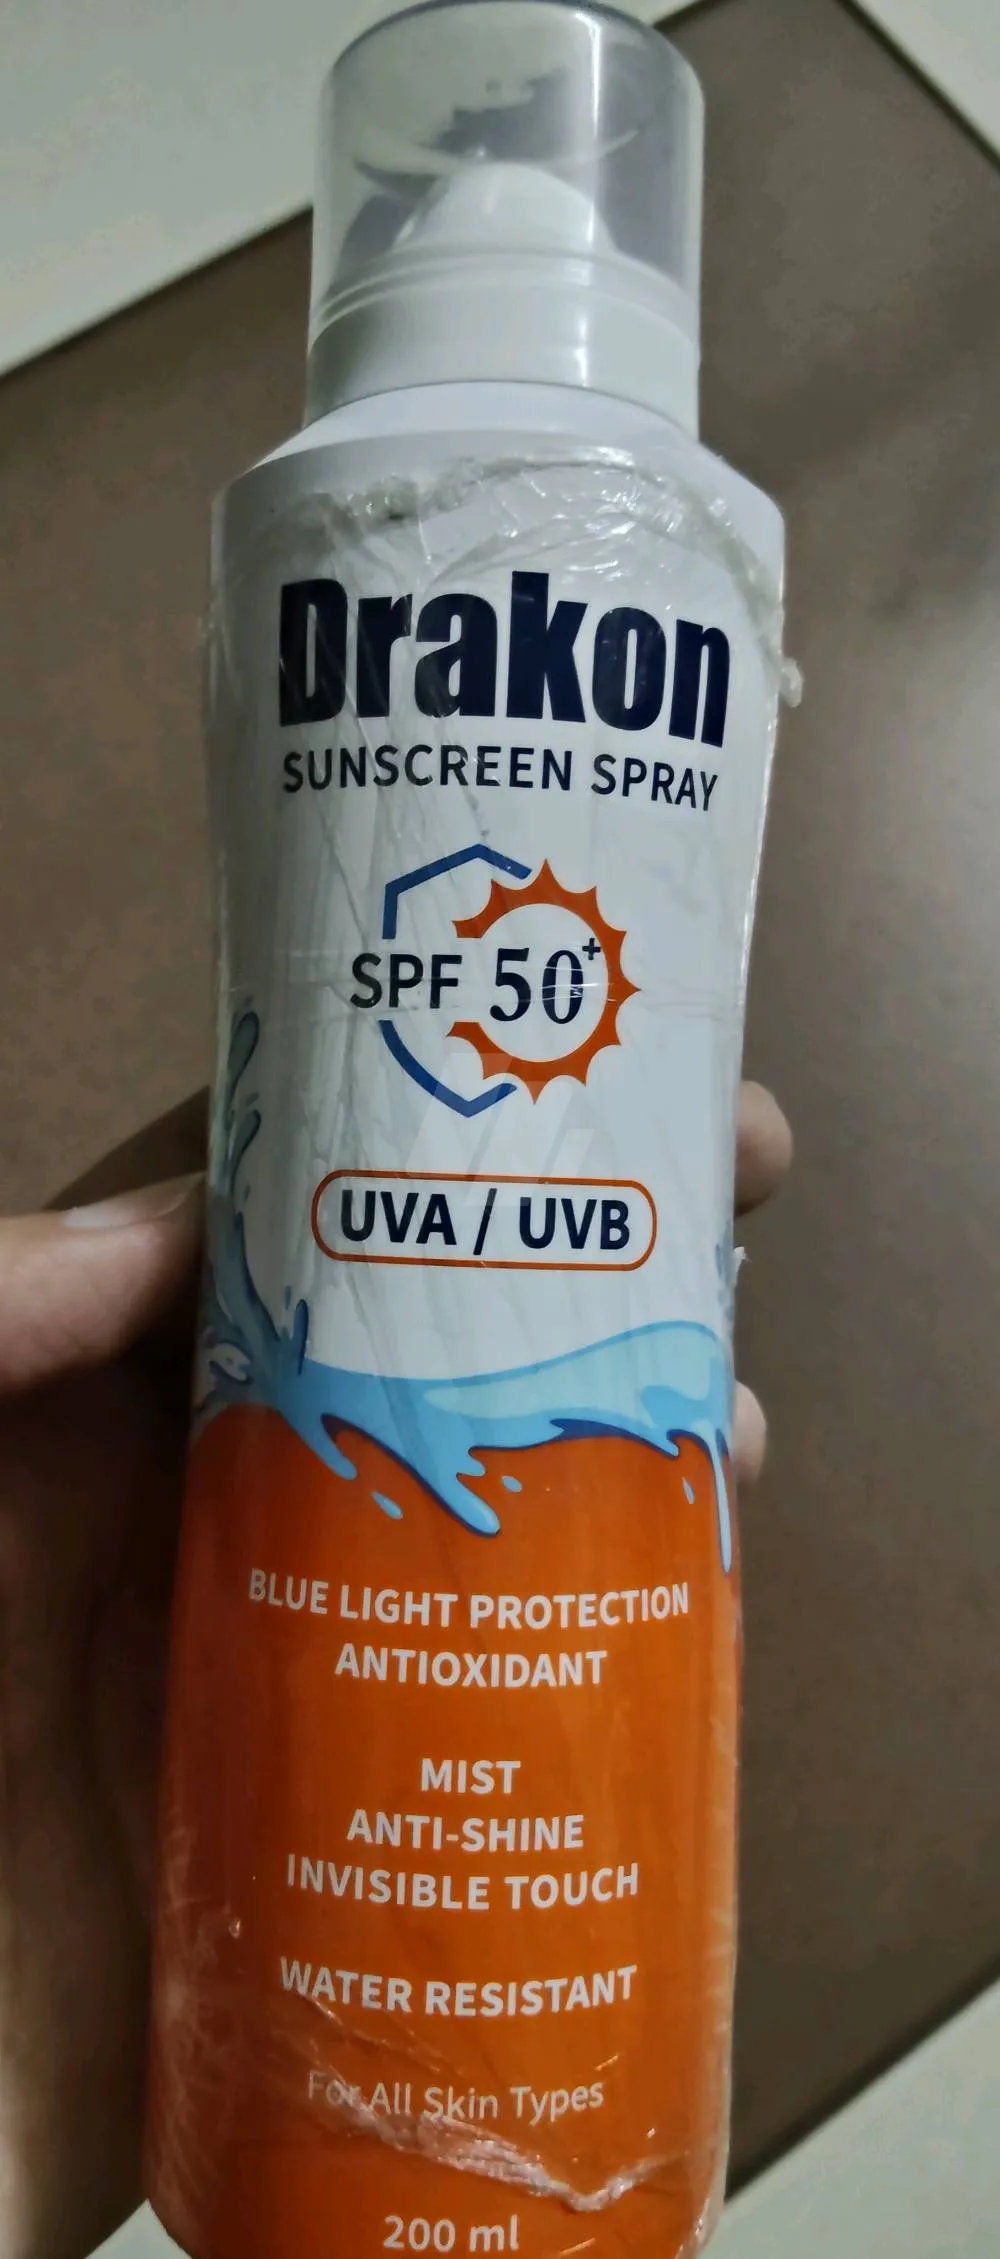 Drakon
SUNSCREEN SPRAY
SPF 50+
UVA / UVB
BLUE LIGHT PROTECTION
ANTIOXIDANT
MIST
ANTI-SHINE
INVISIBLE TOUCH
WATER RESISTANT
For All Skin Types
200 ml